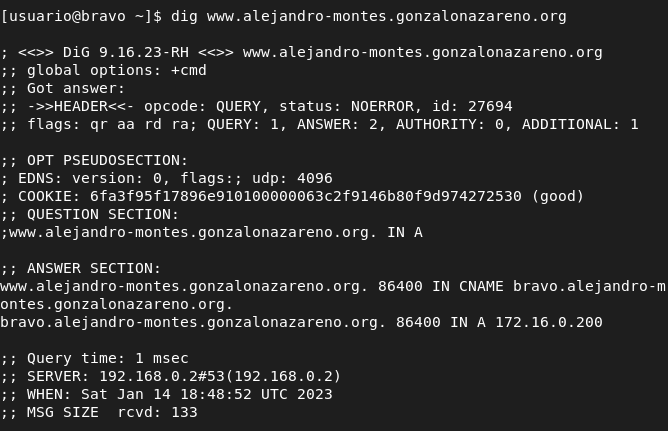 [usuario@bravo ~]$ dig www.alejandro-montes.gonzalonazareno.org

; <<>> DiG 9.16.23-RH <<>> www.alejandro-montes.gonzalonazareno.org
;; global options: +cmd
;; Got answer:
;; ->>HEADER<<- opcode: QUERY, status: NOERROR, id: 27694
;; flags: qr aa rd ra; QUERY: 1, ANSWER: 2, AUTHORITY: 0, ADDITIONAL: 1

;; OPT PSEUDOSECTION:
; EDNS: version: 0, flags:; udp: 4096
; COOKIE: 6fa3f95f17896e910100000063c2f9146b80f9d974272530 (good)
;; QUESTION SECTION:
;www.alejandro-montes.gonzalonazareno.org. IN A

;; ANSWER SECTION:
www.alejandro-montes.gonzalonazareno.org. 86400 IN CNAME bravo.alejandro-m
ontes.gonzalonazareno.org.
bravo.alejandro-montes.gonzalonazareno.org. 86400 IN A 172.16.0.200

;; Query time: 1 msec
;; SERVER: 192.168.0.2#53(192.168.0.2)
;; WHEN: Sat Jan 14 18:48:52 UTC 2023
;; MSG SIZE  rcvd: 133